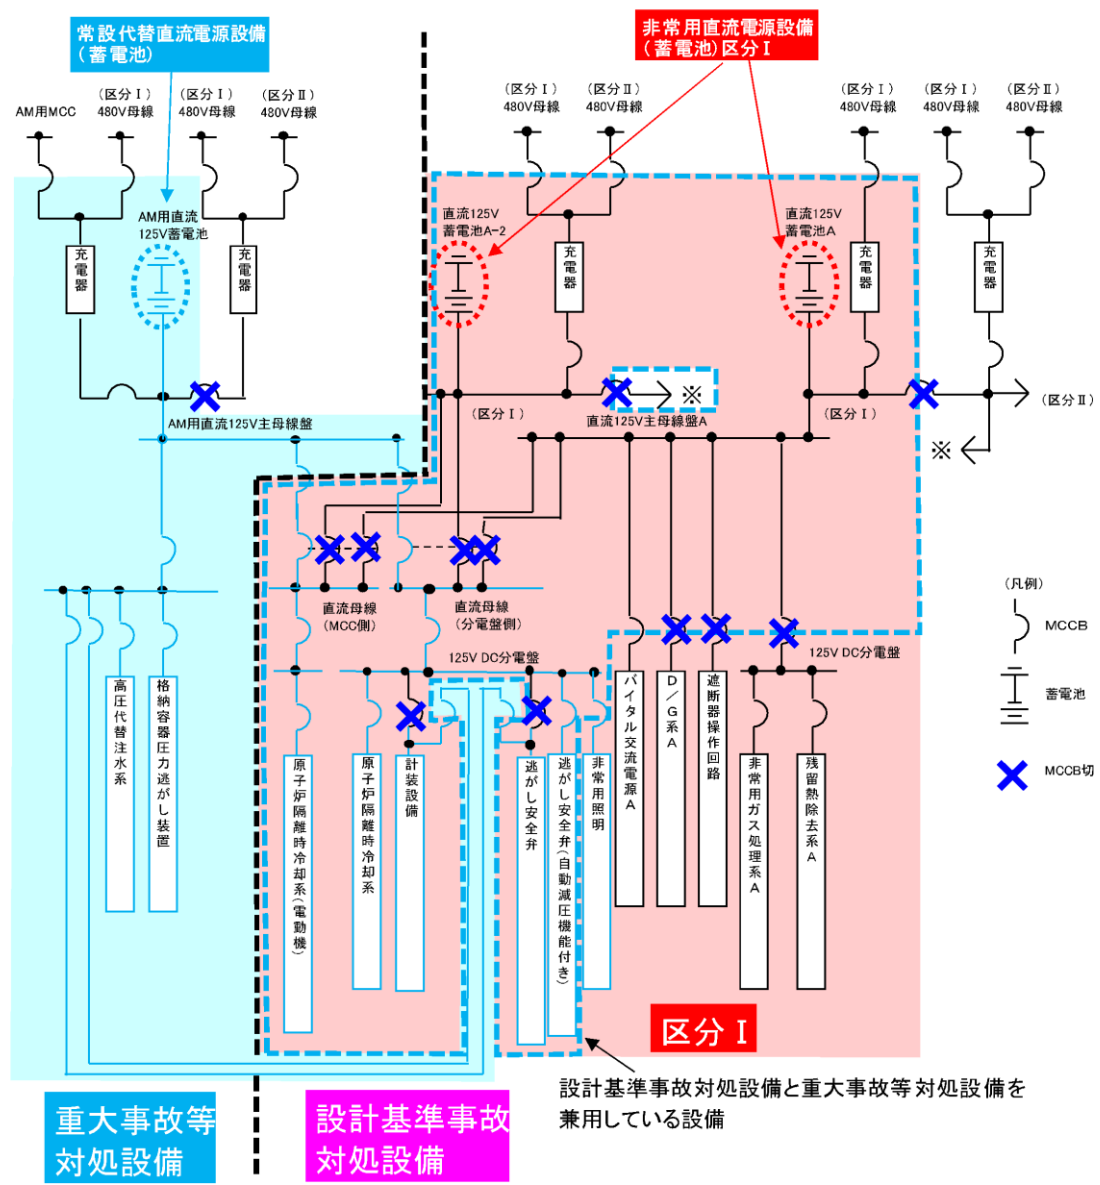 常設代替直流電源設備
（蓄電池）
非常用直流電源設備
（蓄電池）区分Ⅰ
AM用MCC
（区分Ⅰ）
480V母線
（区分Ⅰ）
480V母線
（区分Ⅱ）
480V母線
（区分Ⅰ）
480V母線
（区分Ⅱ）
480V母線
（区分Ⅰ）
480V母線
（区分Ⅰ）
480V母線
（区分Ⅱ）
480V母線
AM用直流
125V蓄電池
直流125V
蓄電池A-2
直流125V
蓄電池A
充電器
充電器
充電器
充電器
充電器
※
（区分Ⅱ）
（区分Ⅰ）
（区分Ⅰ）
AM用直流125V主母線盤
直流125V主母線盤A
※
直流母線
（MCC側）
直流母線
（分電盤側）
125V DC分電盤
125V DC分電盤
（凡例）
MCCB
蓄電池
MCCB切
高圧代替注水系
格納容器圧力逃がし装置
原子炉隔離時冷却系（電動機）
原子炉隔離時冷却系
計装設備
逃がし安全弁
逃がし安全弁（自動減圧機能付き）
非常用照明
バイタル交流電源A
D／G系A
遮断器操作回路
非常用ガス処理系A
残留熱除去系A
区分Ⅰ
設計基準事故対処設備と重大事故等対処設備を
兼用している設備
重大事故等
対処設備
設計基準事故
対処設備